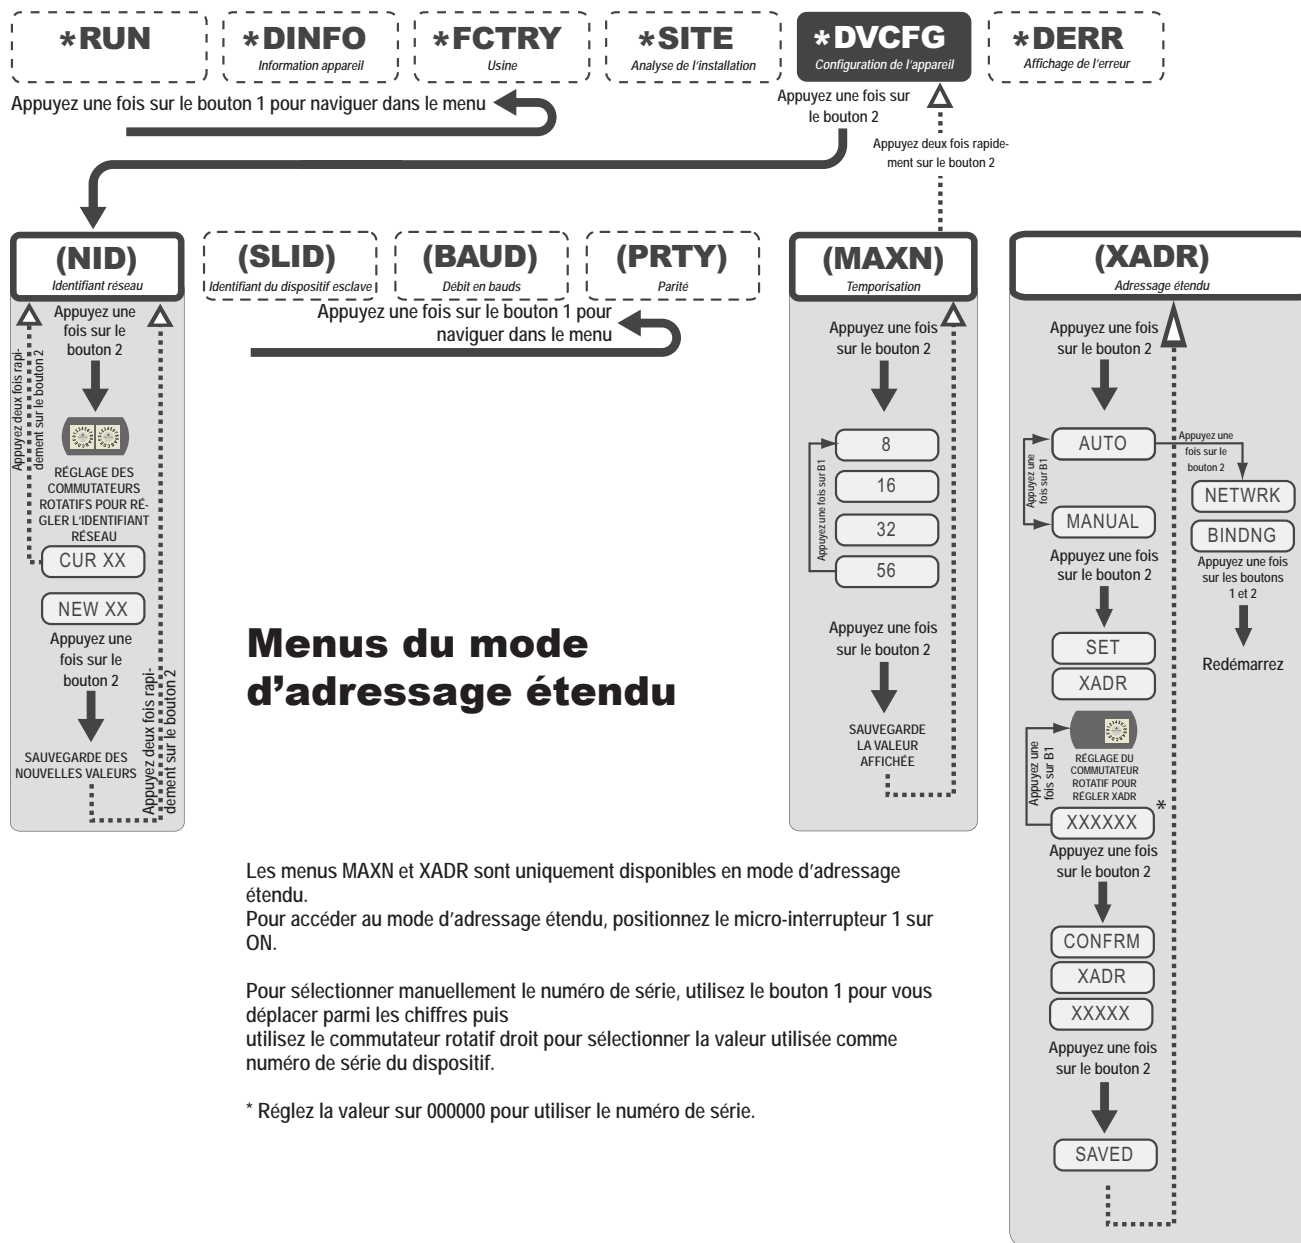 *RUN
*DINFO
Information appareil
*FCTRY
Usine
*SITE
Analyse de l'installation
*DVCFG
Configuration de l'appareil
*DERR
Affichage de l'erreur
Appuyez une fois sur le bouton 1 pour naviguer dans le menu
Appuyez une fois sur
le bouton 2
Appuyez deux fois rapide-
ment sur le bouton 2
(NID)
Identifiant réseau
(SLID)
Identifiant du dispositif esclave
(BAUD)
Débit en bauds
(PRTY)
Parité
(MAXN)
Temporisation
(XADR)
Adressage étendu
Appuyez une fois sur le bouton 1 pour
naviguer dans le menu
Appuyez une
fois sur le
bouton 2
Appuyez deux fois rapi-
dement sur le bouton 2
RÉGLAGE DES
COMMUTATEURS
ROTATIFS POUR RÉ-
GLER L'IDENTIFIANT
RÉSEAU
CUR XX
NEW XX
Appuyez une
fois sur le
bouton 2
SAUVEGARDE DES
NOUVELLES VALEURS
Appuyez deux fois rapi-
dement sur le bouton 2
Appuyez une fois
sur le bouton 2
8
16
32
56
Appuyez une fois sur B1
Appuyez une fois
sur le bouton 2
SAUVEGARDE
LA VALEUR
AFFICHÉE
Appuyez une fois
sur le bouton 2
AUTO
MANUAL
Appuyez une
fois sur B1
Appuyez une
fois sur le
bouton 2
NETWRK
BINDNG
Appuyez une fois
sur les boutons
1 et 2
Redémarrez
Appuyez une fois
sur le bouton 2
SET
XADR
RÉGLAGE DU
COMMUTATEUR
ROTATIF POUR
RÉGLER XADR
Appuyez une
fois sur B1
XXXXXX
*
Appuyez une fois
sur le bouton 2
CONFRM
XADR
XXXXX
Appuyez une fois
sur le bouton 2
SAVED
Menus du mode
d'adressage étendu
Les menus MAXN et XADR sont uniquement disponibles en mode d'adressage
étendu.
Pour accéder au mode d'adressage étendu, positionnez le micro-interrupteur 1 sur
ON.
Pour sélectionner manuellement le numéro de série, utilisez le bouton 1 pour vous
déplacer parmi les chiffres puis
utilisez le commutateur rotatif droit pour sélectionner la valeur utilisée comme
numéro de série du dispositif.
* Réglez la valeur sur 000000 pour utiliser le numéro de série.